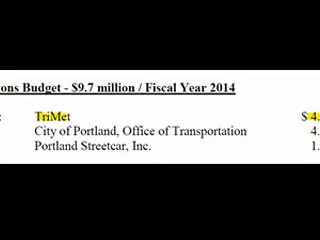 ions Budget - $9.7 million / Fiscal Year 2014
: TriMet $ 4.
City of Portland, Office of Transportation 4.
Portland Streetcar, Inc. 1.